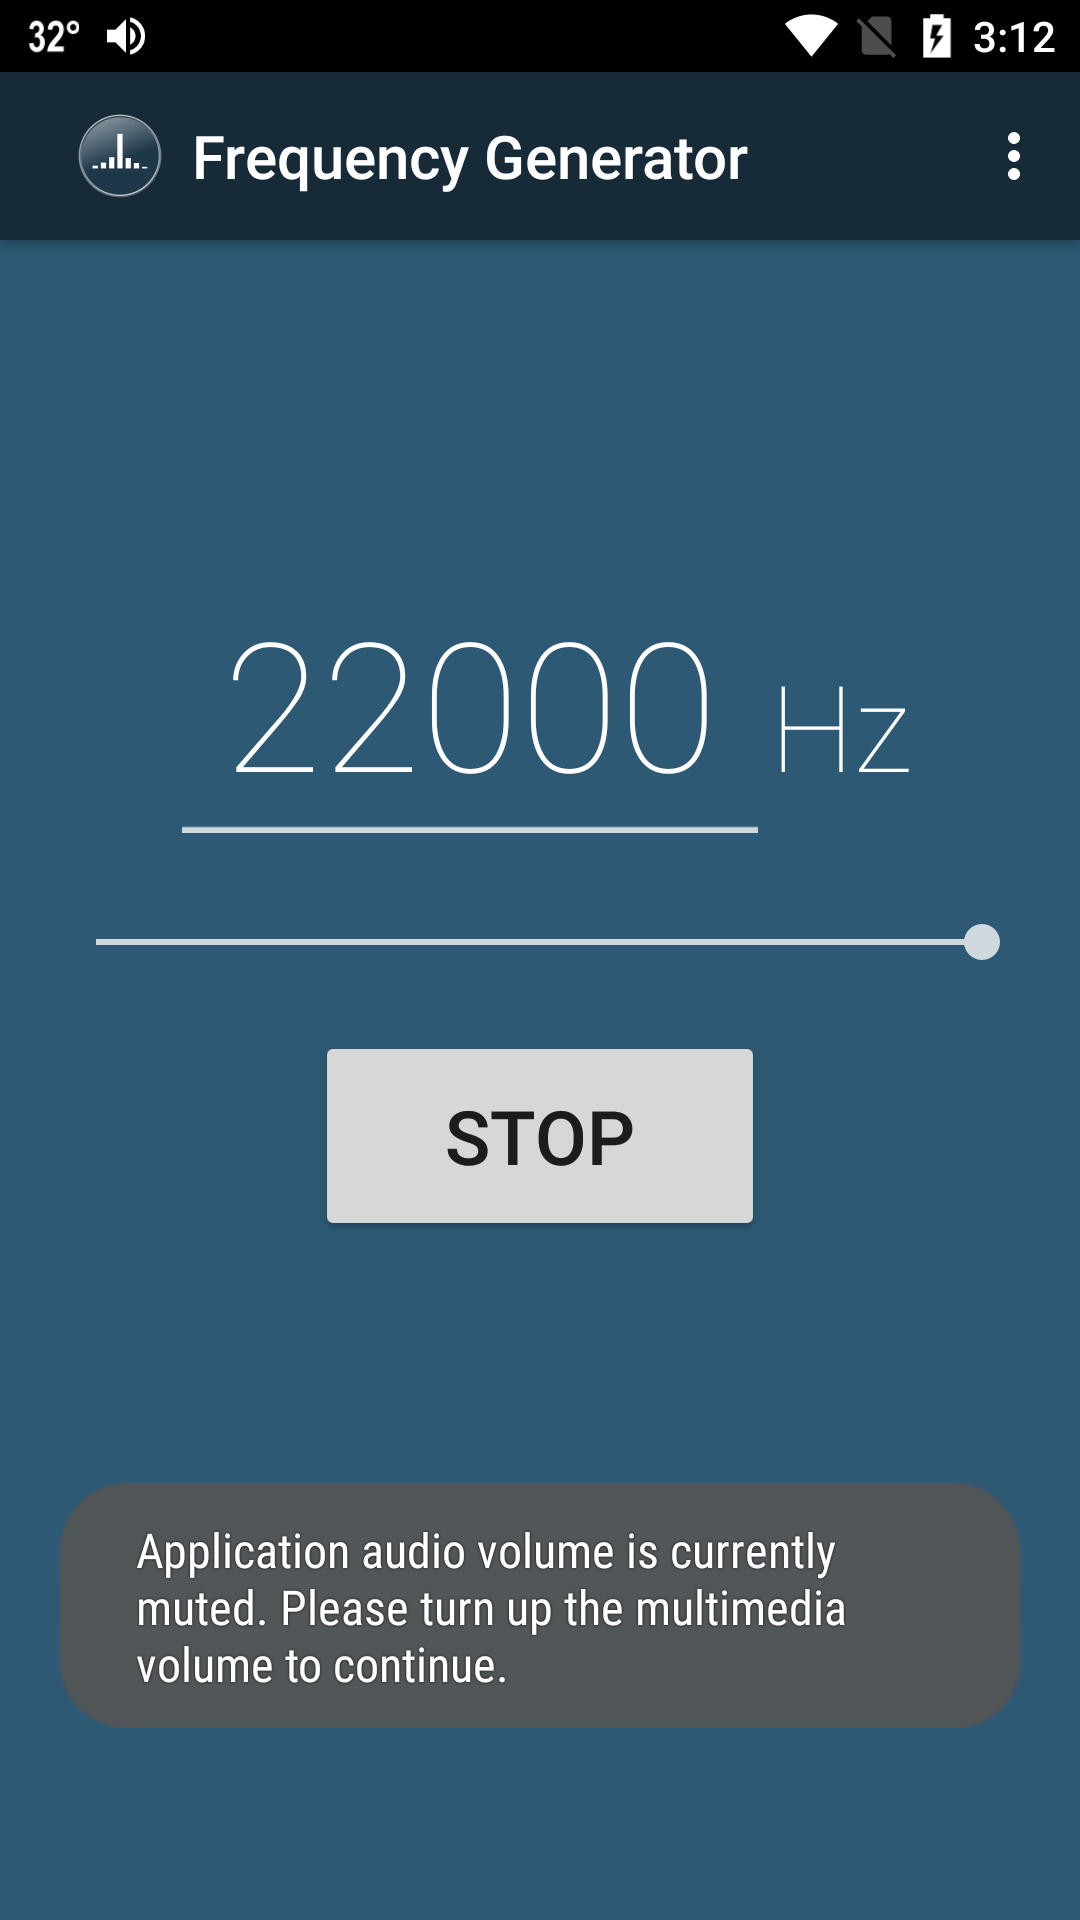 32° 3:12
Frequency Generator
22000 Hz
STOP
Application audio volume is currently
muted. Please turn up the multimedia
volume to continue.